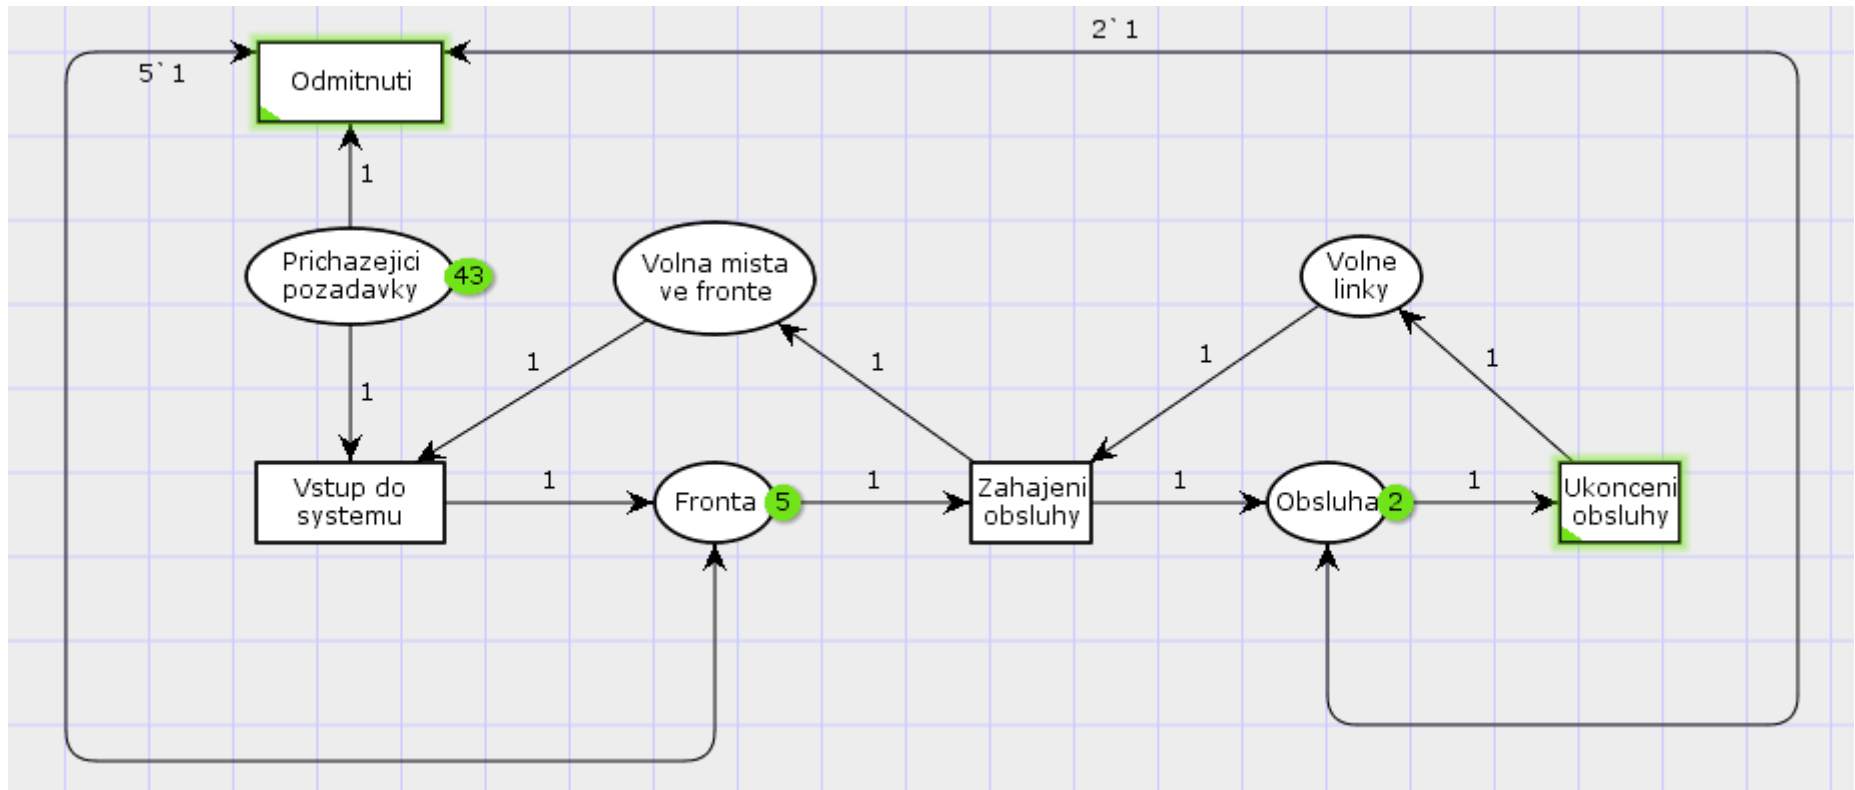 2`1
5`1
Odmitnuti
1
Prichazejici
pozadavky
43
Volna mista
ve fronte
Volne
linky
1
1
1
1
1
Vstup do
systemu
1
Fronta
5
1
Zahajeni
obsluhy
1
Obsluha
2
1
Ukonceni
obsluhy